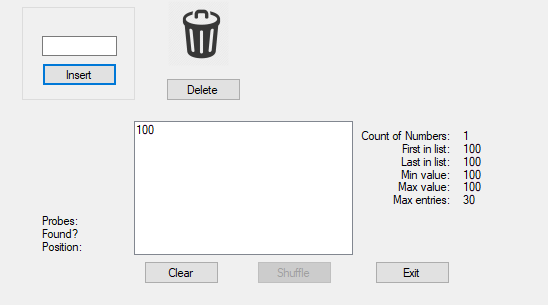 Insert
Delete
100
Count of Numbers: 1
First in list: 100
Last in list: 100
Min value: 100
Max value: 100
Max entries: 30
Probes:
Found?
Position:
Clear
Shuffle
Exit